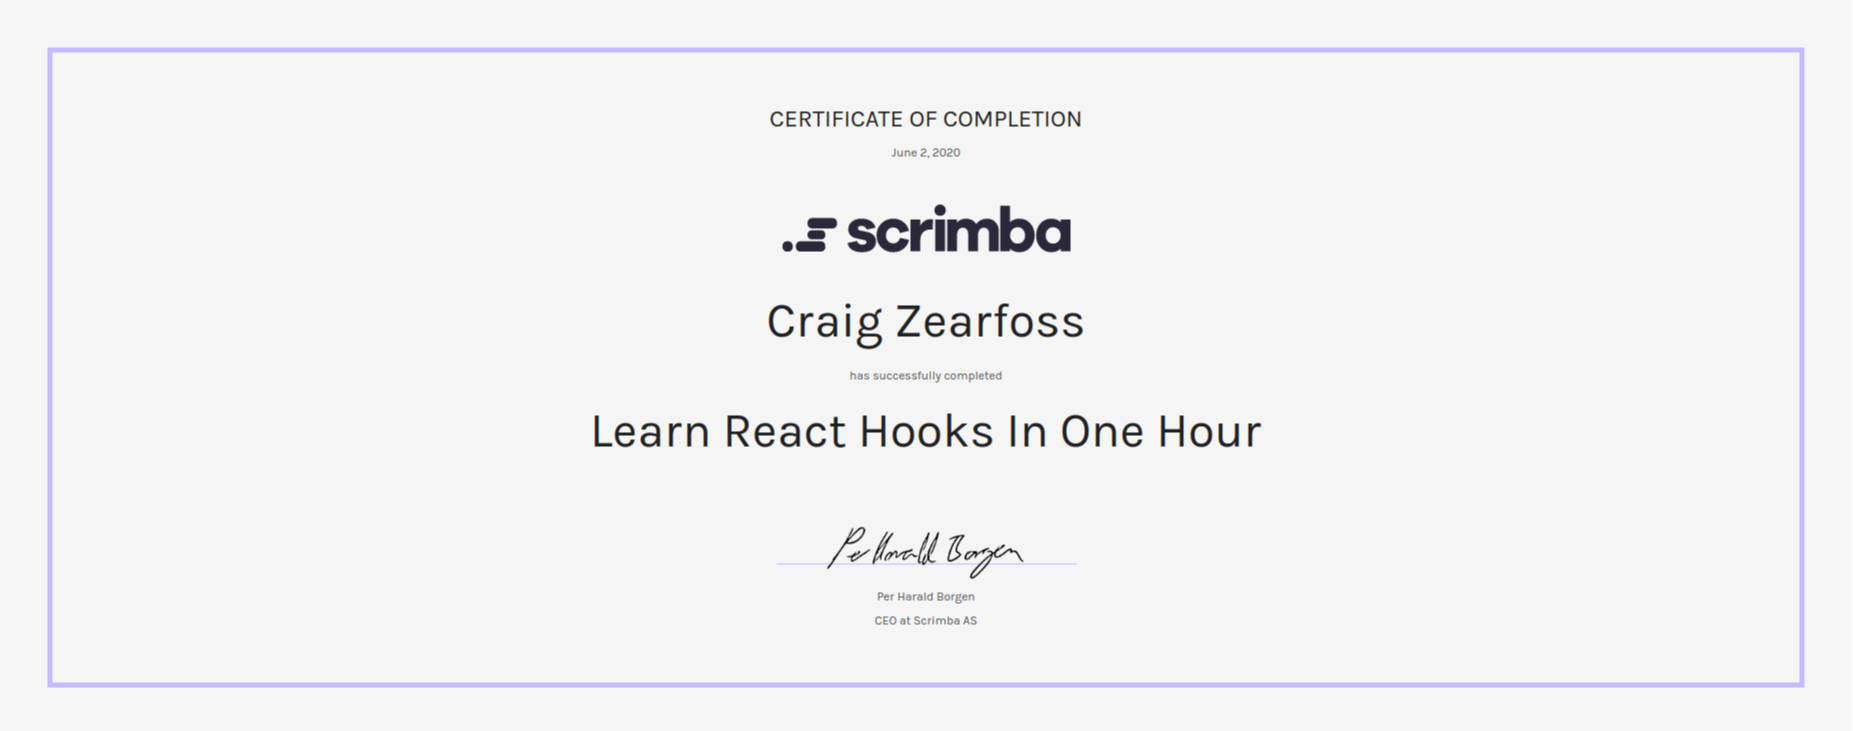 CERTIFICATE OF COMPLETION
June 2, 2020
scrimba
Craig Zearfoss
has successfully completed
Learn React Hooks In One Hour
Per Harald Borgen
Per Harald Borgen
CEO at Scrimba AS